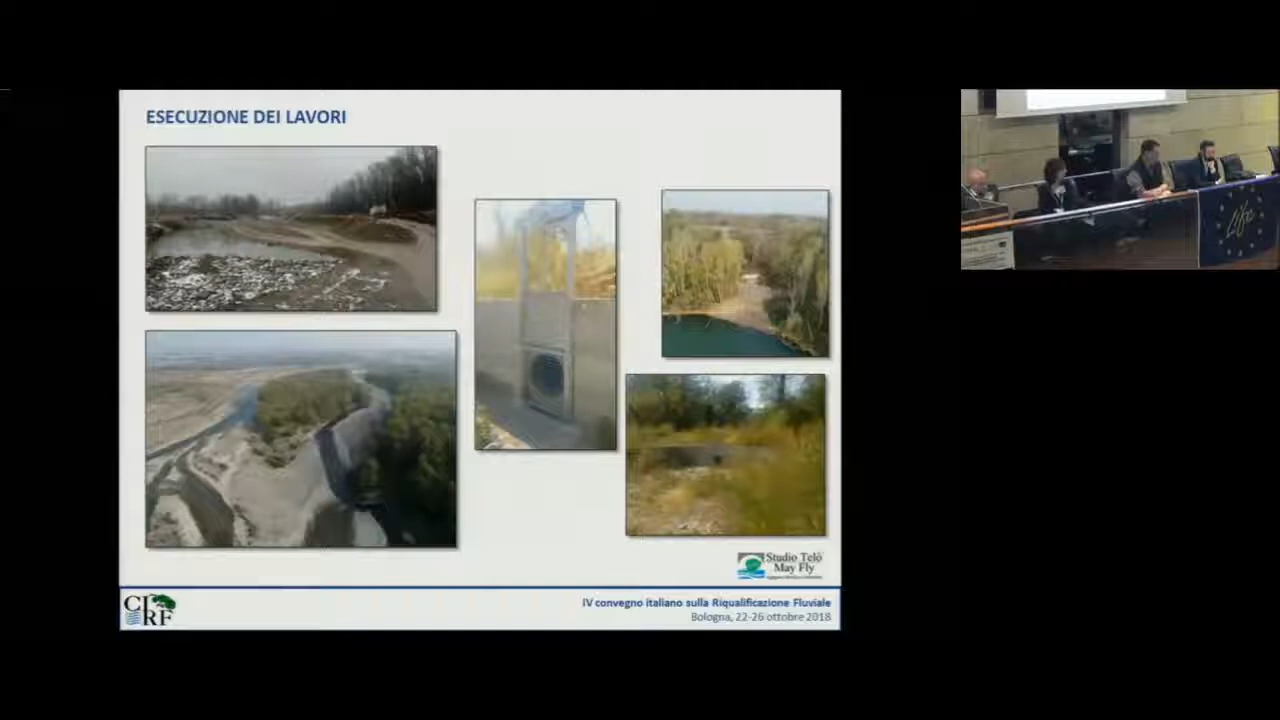 ESECUZIONE DEI LAVORI
life
Studio Telò
May Fly
CIRF
IV convegno italiano sulla Riqualificazione Fluviale
Bologna, 22-26 ottobre 2018